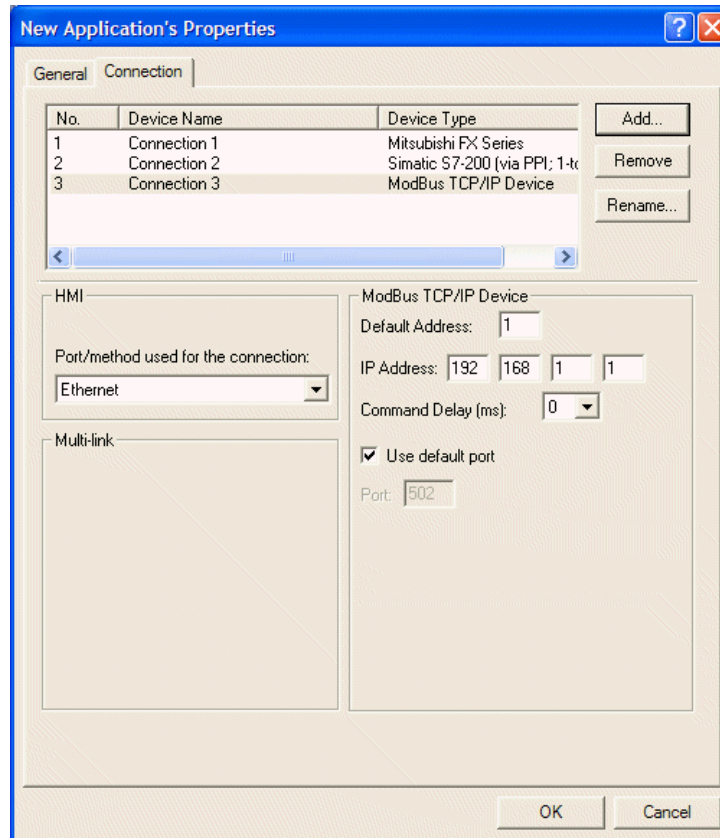 New Application's Properties
General Connection
No. Device Name Device Type
1 Connection 1 Mitsubishi FX Series
2 Connection 2 Simatic S7-200 (via PPI; 1-to
3 Connection 3 ModBus TCP/IP Device
Add...
Remove
Rename...
HMI
Port/method used for the connection:
Ethernet
Multi-link
ModBus TCP/IP Device
Default Address: 1
IP Address: 192 168 1 1
Command Delay (ms): 0
Use default port
Port: 502
OK Cancel